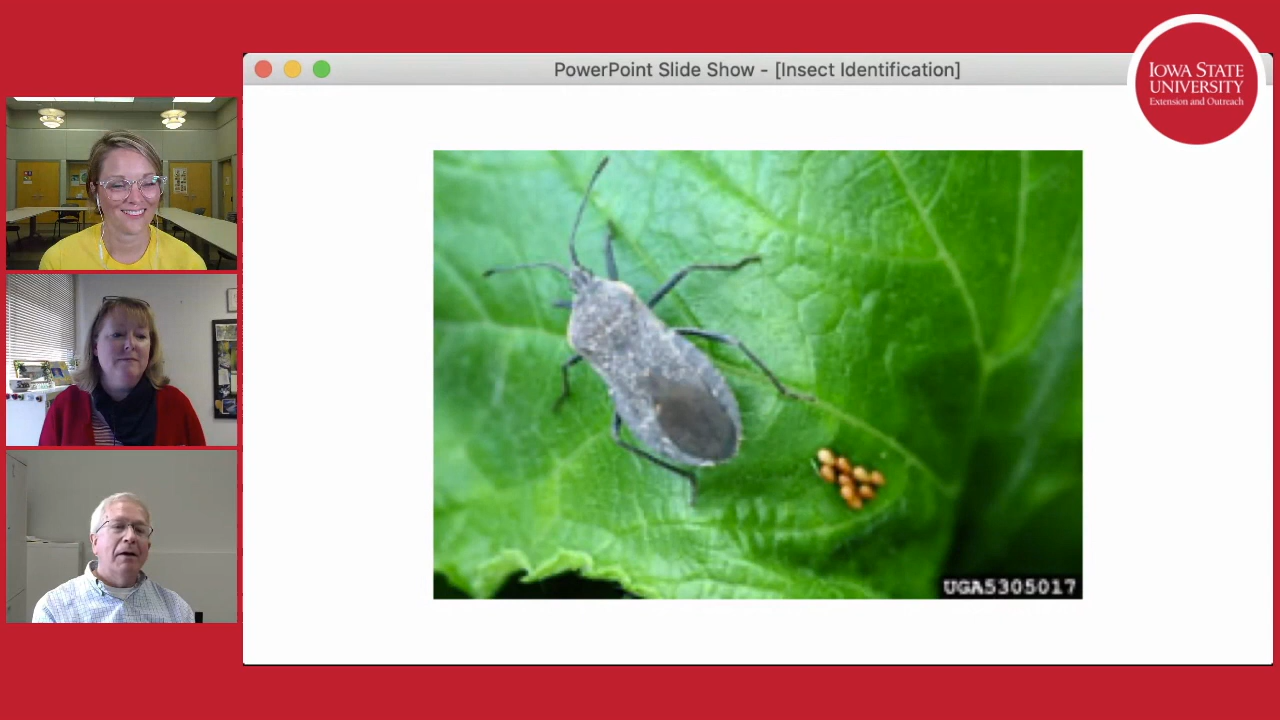 PowerPoint Slide Show - [Insect Identification]
IOWA STATE
UNIVERSITY
Extension and Outreach
UGA5305017